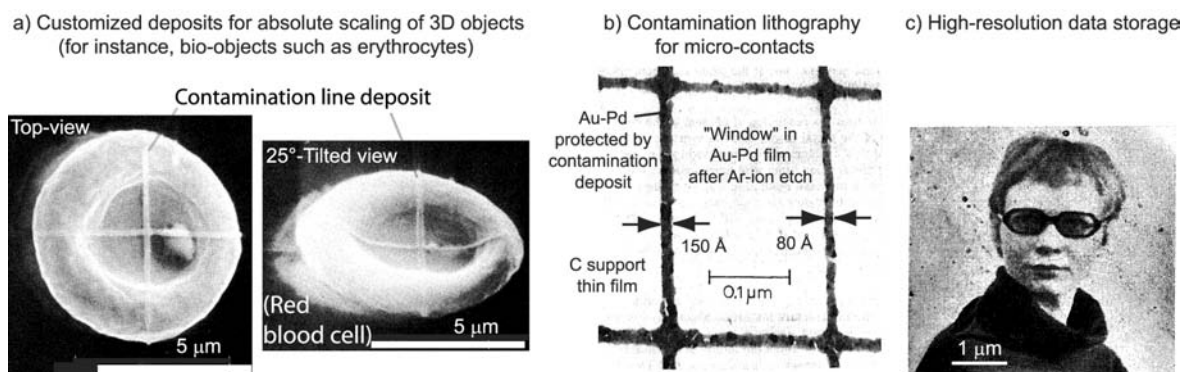 a) Customized deposits for absolute scaling of 3D objects
(for instance, bio-objects such as erythrocytes)
Contamination line deposit
Top-view
5 µm
25°-Tilted view
(Red
blood cell)
5 µm
b) Contamination lithography
for micro-contacts
Au-Pd
protected by
contamination
deposit
"Window" in
Au-Pd film
after Ar-ion etch
150 Å
80 Å
C support
thin film
0.1 µm
c) High-resolution data storage
1 µm